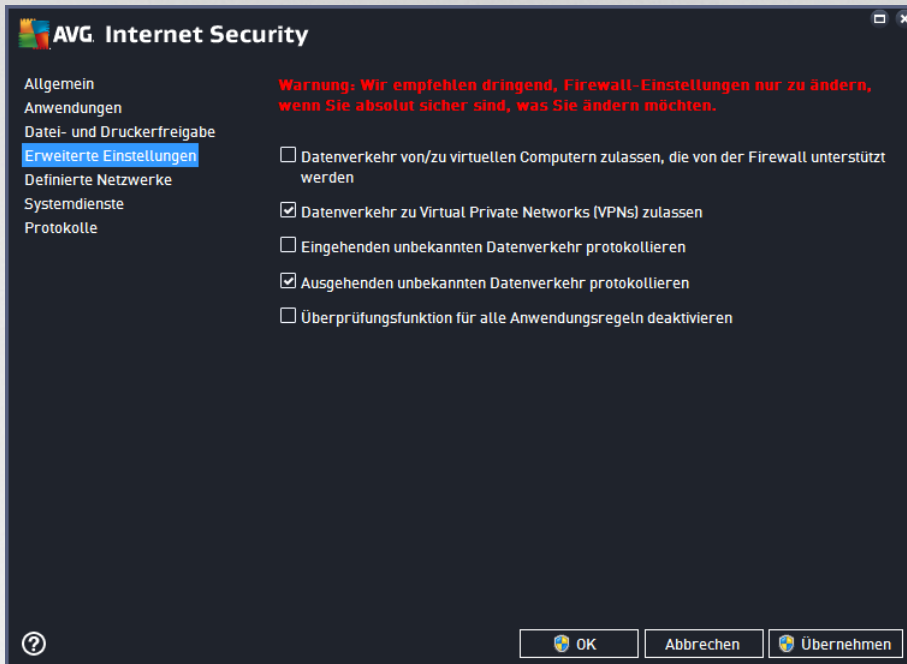 AVG. Internet Security
Allgemein
Anwendungen
Datei- und Druckerfreigabe
Erweiterte Einstellungen
Definierte Netzwerke
Systemdienste
Protokolle
Warnung: Wir empfehlen dringend, Firewall-Einstellungen nur zu ändern,
wenn Sie absolut sicher sind, was Sie ändern möchten.
Datenverkehr von/zu virtuellen Computern zulassen, die von der Firewall unterstützt
werden
Datenverkehr zu Virtual Private Networks (VPNs) zulassen
Eingehenden unbekannten Datenverkehr protokollieren
Ausgehenden unbekannten Datenverkehr protokollieren
Überprüfungsfunktion für alle Anwendungsregeln deaktivieren
?
OK
Abbrechen
Übernehmen